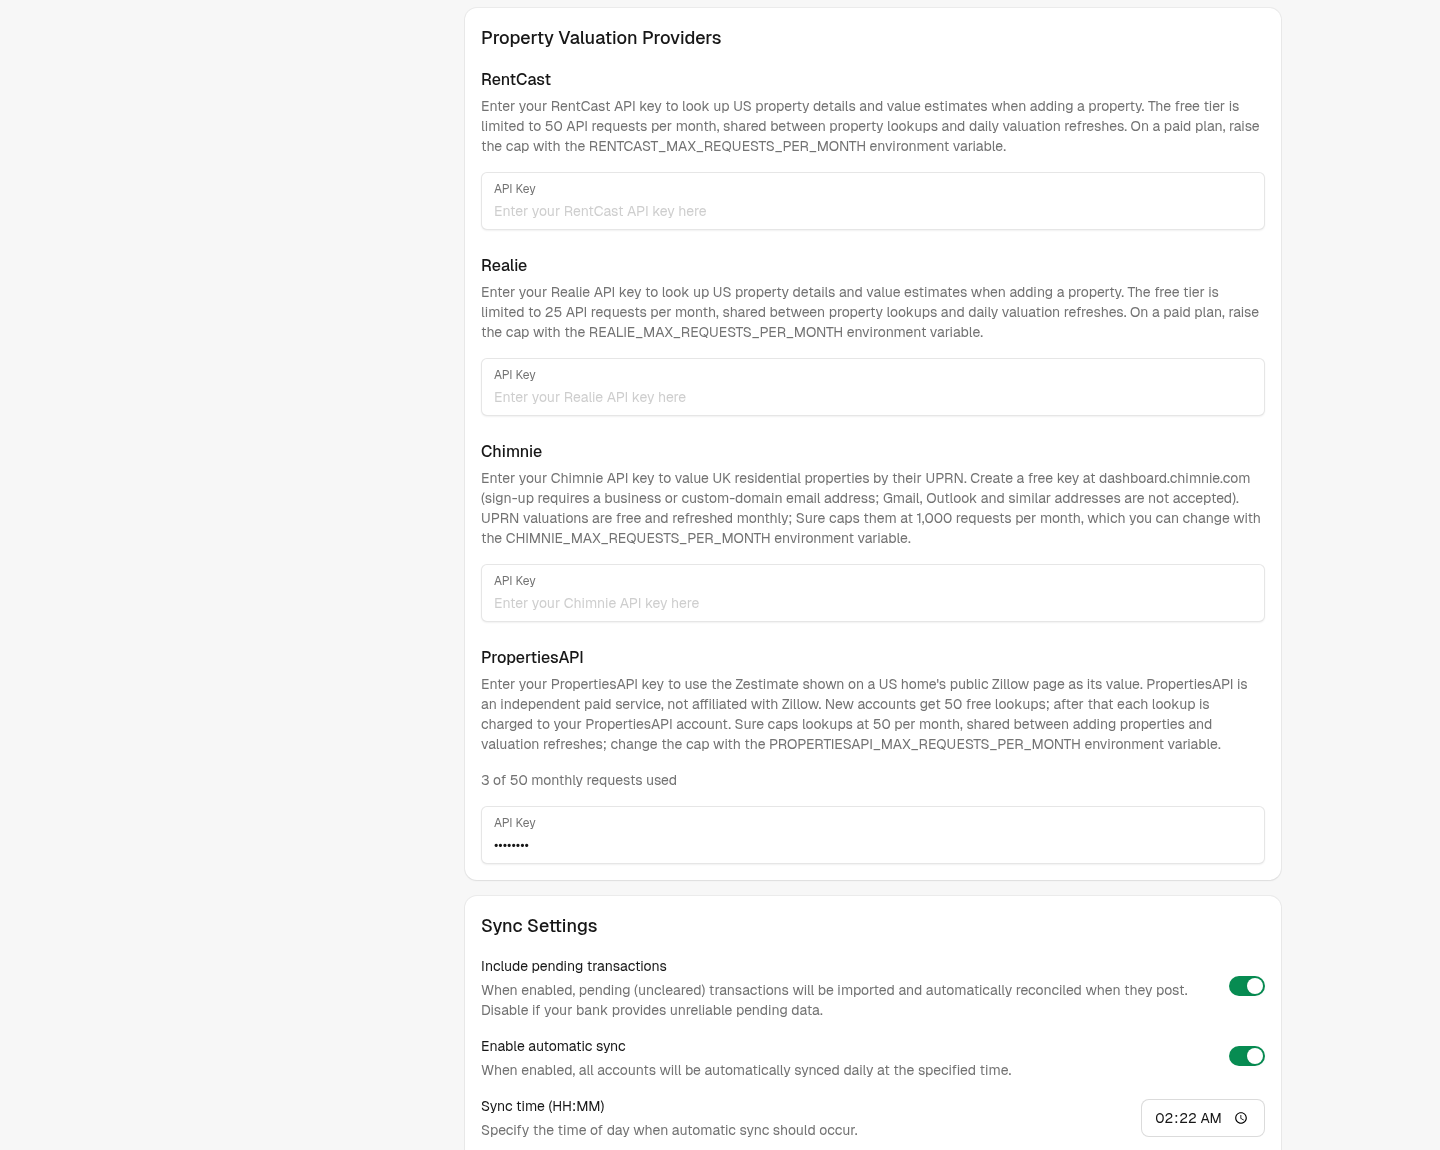 Property Valuation Providers
RentCast
Enter your RentCast API key to look up US property details and value estimates when adding a property. The free tier is
limited to 50 API requests per month, shared between property lookups and daily valuation refreshes. On a paid plan, raise
the cap with the RENTCAST_MAX_REQUESTS_PER_MONTH environment variable.
API Key
Enter your RentCast API key here
Realie
Enter your Realie API key to look up US property details and value estimates when adding a property. The free tier is
limited to 25 API requests per month, shared between property lookups and daily valuation refreshes. On a paid plan, raise
the cap with the REALIE_MAX_REQUESTS_PER_MONTH environment variable.
API Key
Enter your Realie API key here
Chimnie
Enter your Chimnie API key to value UK residential properties by their UPRN. Create a free key at dashboard.chimnie.com
(sign-up requires a business or custom-domain email address; Gmail, Outlook and similar addresses are not accepted).
UPRN valuations are free and refreshed monthly; Sure caps them at 1,000 requests per month, which you can change with
the CHIMNIE_MAX_REQUESTS_PER_MONTH environment variable.
API Key
Enter your Chimnie API key here
PropertiesAPI
Enter your PropertiesAPI key to use the Zestimate shown on a US home's public Zillow page as its value. PropertiesAPI is
an independent paid service, not affiliated with Zillow. New accounts get 50 free lookups; after that each lookup is
charged to your PropertiesAPI account. Sure caps lookups at 50 per month, shared between adding properties and
valuation refreshes; change the cap with the PROPERTIESAPI_MAX_REQUESTS_PER_MONTH environment variable.
3 of 50 monthly requests used
API Key
••••••••
Sync Settings
Include pending transactions
When enabled, pending (uncleared) transactions will be imported and automatically reconciled when they post.
Disable if your bank provides unreliable pending data.
Enable automatic sync
When enabled, all accounts will be automatically synced daily at the specified time.
Sync time (HH:MM)
02:22 AM
Specify the time of day when automatic sync should occur.